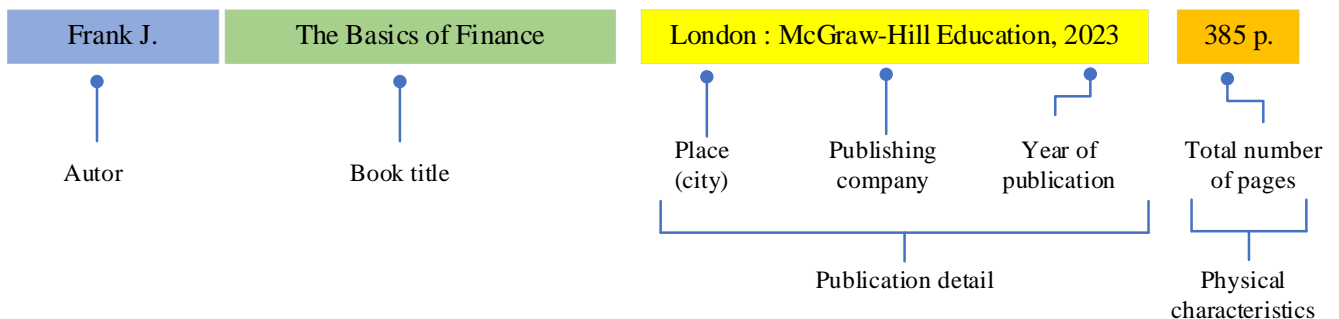 Frank J.
The Basics of Finance
London : McGraw-Hill Education, 2023
385 p.
Autor
Book title
Place
(city)
Publishing
company
Year of
publication
Total number
of pages
Publication detail
Physical
characteristics